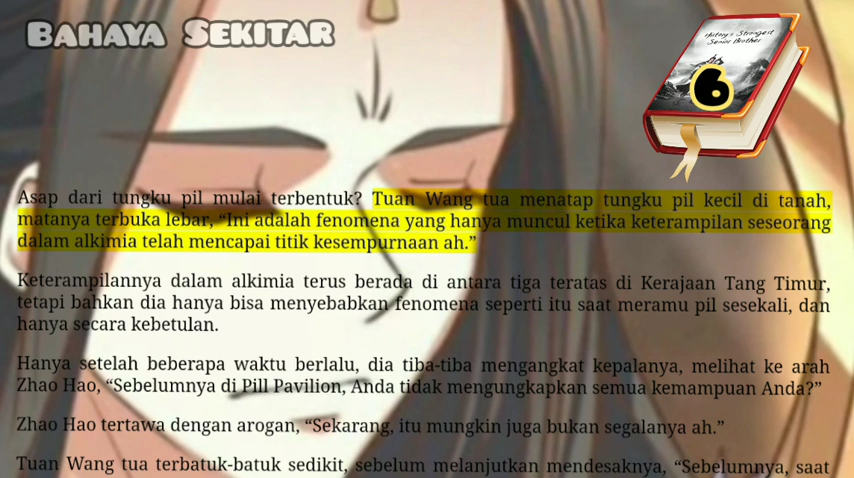 Bahaya Sekitar
History's Strongest
Senior Brother
6
Asap dari tungku pil mulai terbentuk? Tuan Wang tua menatap tungku pil kecil di tanah,
matanya terbuka lebar, “Ini adalah fenomena yang hanya muncul ketika keterampilan seseorang
dalam alkimia telah mencapai titik kesempurnaan ah.”
Keterampilannya dalam alkimia terus berada di antara tiga teratas di Kerajaan Tang Timur,
tetapi bahkan dia hanya bisa menyebabkan fenomena seperti itu saat meramu pil sesekali, dan
hanya secara kebetulan.
Hanya setelah beberapa waktu berlalu, dia tiba-tiba mengangkat kepalanya, melihat ke arah
Zhao Hao, “Sebelumnya di Pill Pavilion, Anda tidak mengungkapkan semua kemampuan Anda?”
Zhao Hao tertawa dengan arogan, “Sekarang, itu mungkin juga bukan segalanya ah.”
Tuan Wang tua terbatuk-batuk sedikit, sebelum melanjutkan mendesaknya, “Sebelumnya, saat